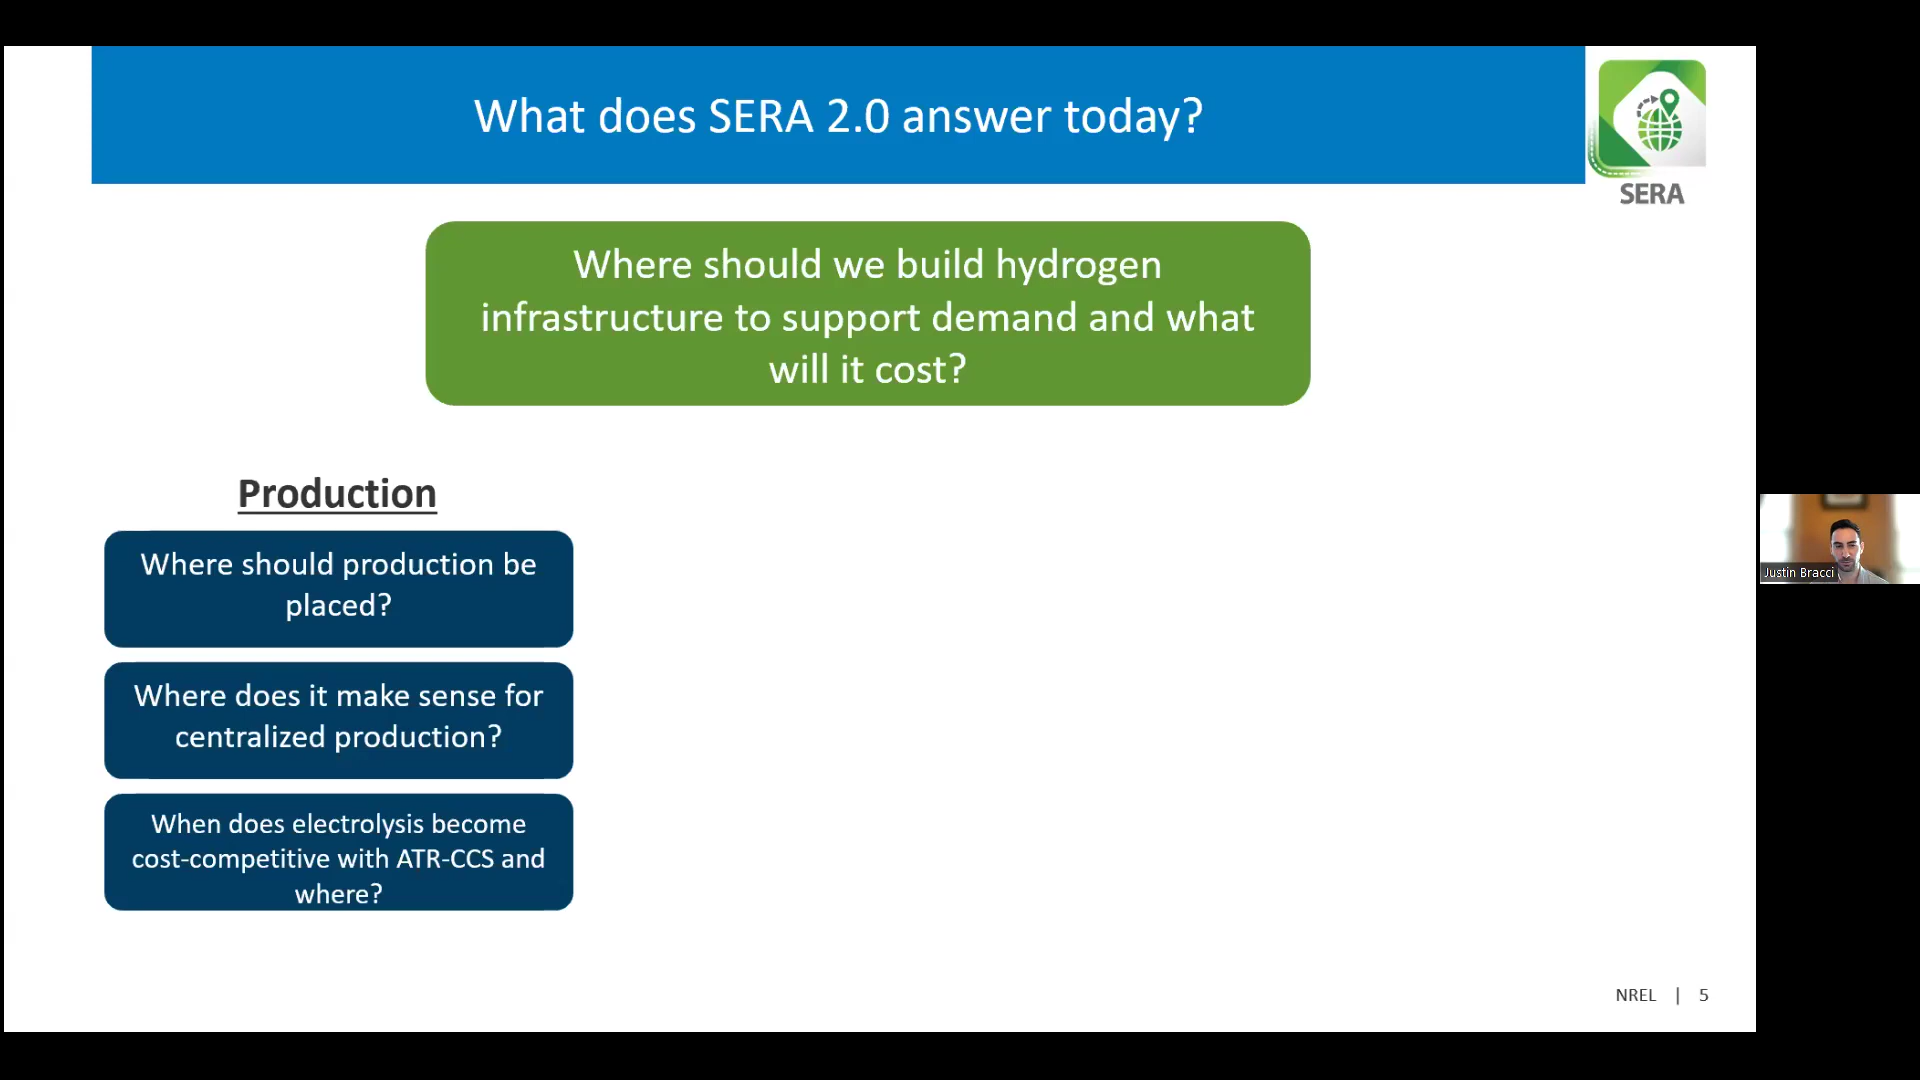 What does SERA 2.0 answer today?
SERA
Where should we build hydrogen
infrastructure to support demand and what
will it cost?
Production
Where should production be
placed?
Where does it make sense for
centralized production?
When does electrolysis become
cost-competitive with ATR-CCS and
where?
Justin Bracci
NREL | 5